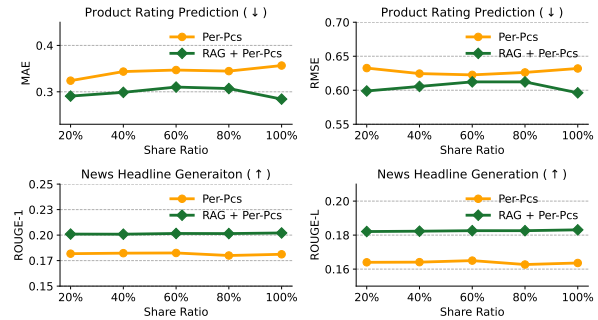 Product Rating Prediction (↓)
MAE
0.4
0.3
Per-Pcs
RAG + Per-Pcs
20% 40% 60% 80% 100%
Share Ratio
Product Rating Prediction (↓)
RMSE
0.70
0.65
0.60
0.55
Per-Pcs
RAG + Per-Pcs
20% 40% 60% 80% 100%
Share Ratio
News Headline Generaiton (↑)
ROUGE-1
0.25
0.23
0.20
0.17
0.15
Per-Pcs
RAG + Per-Pcs
20% 40% 60% 80% 100%
Share Ratio
News Headline Generation (↑)
ROUGE-L
0.20
0.18
0.16
Per-Pcs
RAG + Per-Pcs
20% 40% 60% 80% 100%
Share Ratio